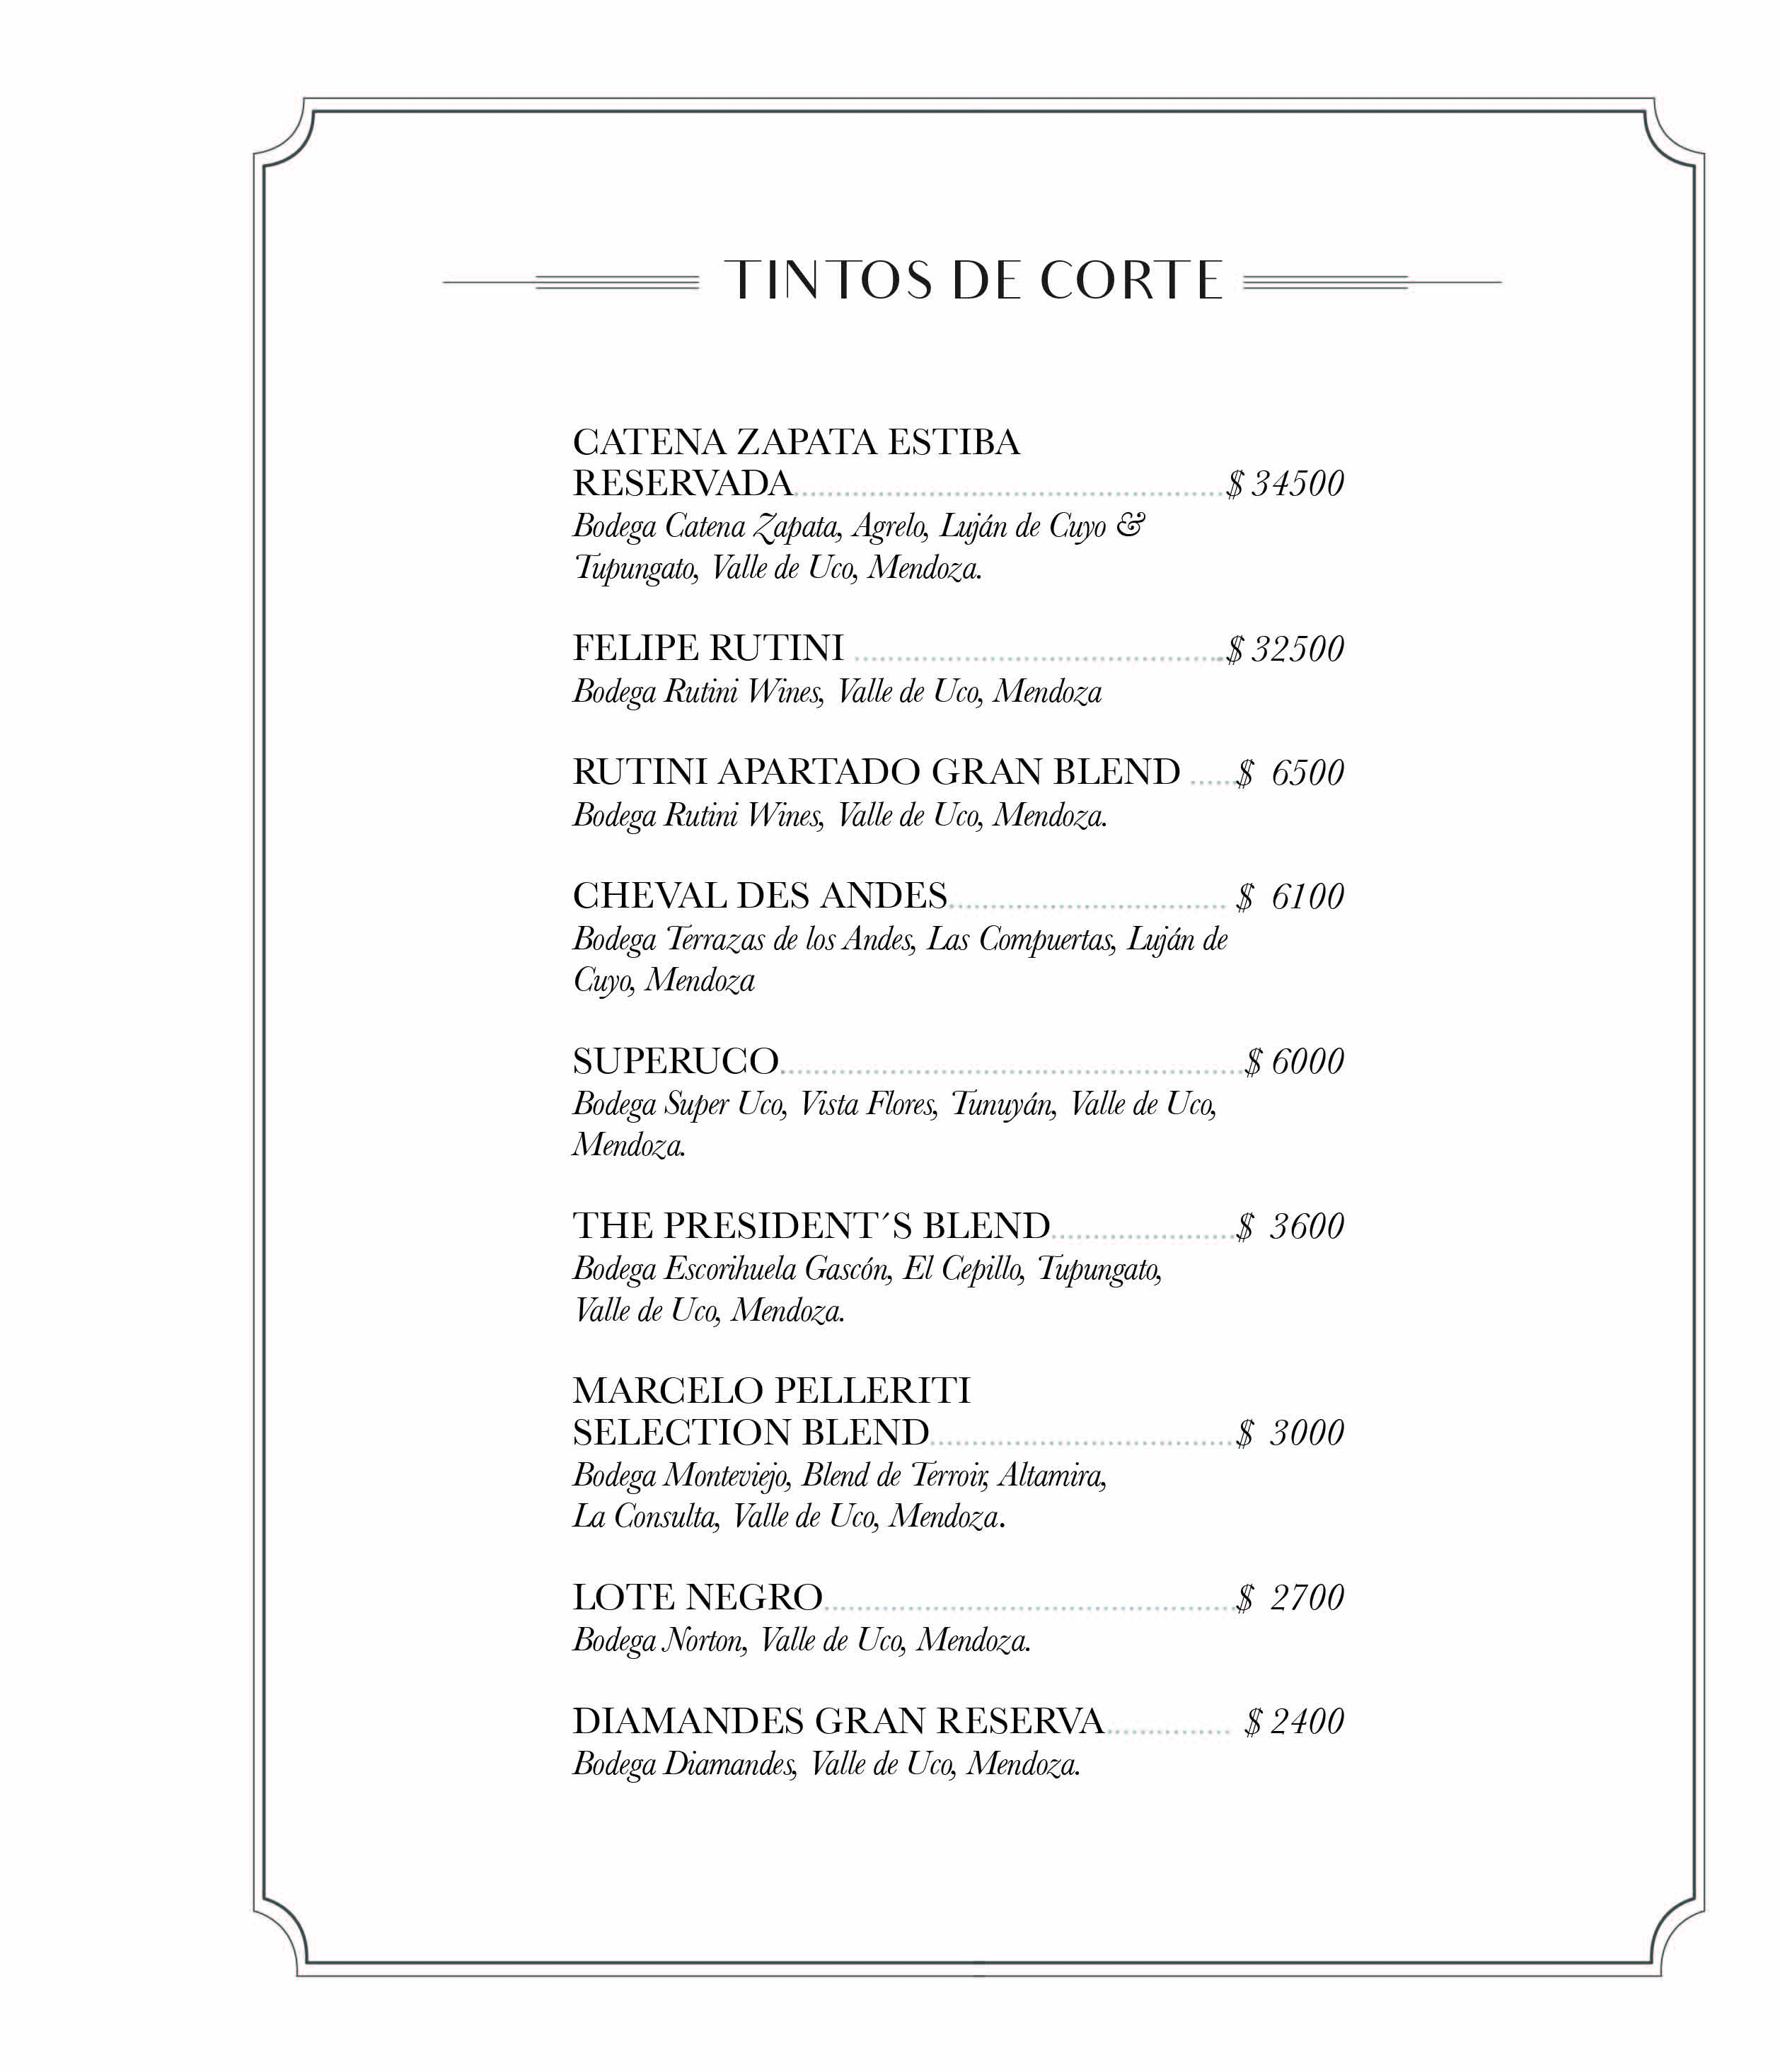 TINTOS DE CORTE
CATENA ZAPATA ESTIBA
RESERVADA $ 34500
Bodega Catena Zapata, Agrelo, Luján de Cuyo &
Tupungato, Valle de Uco, Mendoza.
FELIPE RUTINI $ 32500
Bodega Rutini Wines, Valle de Uco, Mendoza
RUTINI APARTADO GRAN BLEND $ 6500
Bodega Rutini Wines, Valle de Uco, Mendoza.
CHEVAL DES ANDES $ 6100
Bodega Terrazas de los Andes, Las Compuertas, Luján de
Cuyo, Mendoza
SUPERUCO $ 6000
Bodega Super Uco, Vista Flores, Tunuyán, Valle de Uco,
Mendoza.
THE PRESIDENT´S BLEND $ 3600
Bodega Escorihuela Gascón, El Cepillo, Tupungato,
Valle de Uco, Mendoza.
MARCELO PELLERITI
SELECTION BLEND $ 3000
Bodega Monteviejo, Blend de Terroir, Altamira,
La Consulta, Valle de Uco, Mendoza.
LOTE NEGRO $ 2700
Bodega Norton, Valle de Uco, Mendoza.
DIAMANDES GRAN RESERVA $ 2400
Bodega Diamandes, Valle de Uco, Mendoza.